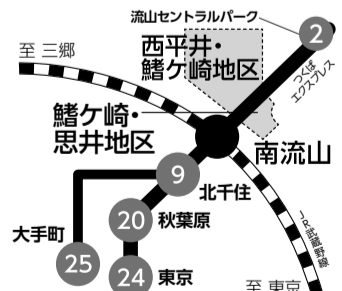 流山セントラルパーク
2
至 三郷
西平井・
鰭ケ崎地区
つくば
エクスプレス
鰭ケ崎・
思井地区
南流山
9
北千住
20
秋葉原
JR武蔵野線
大手町
25
24
東京
至 東京